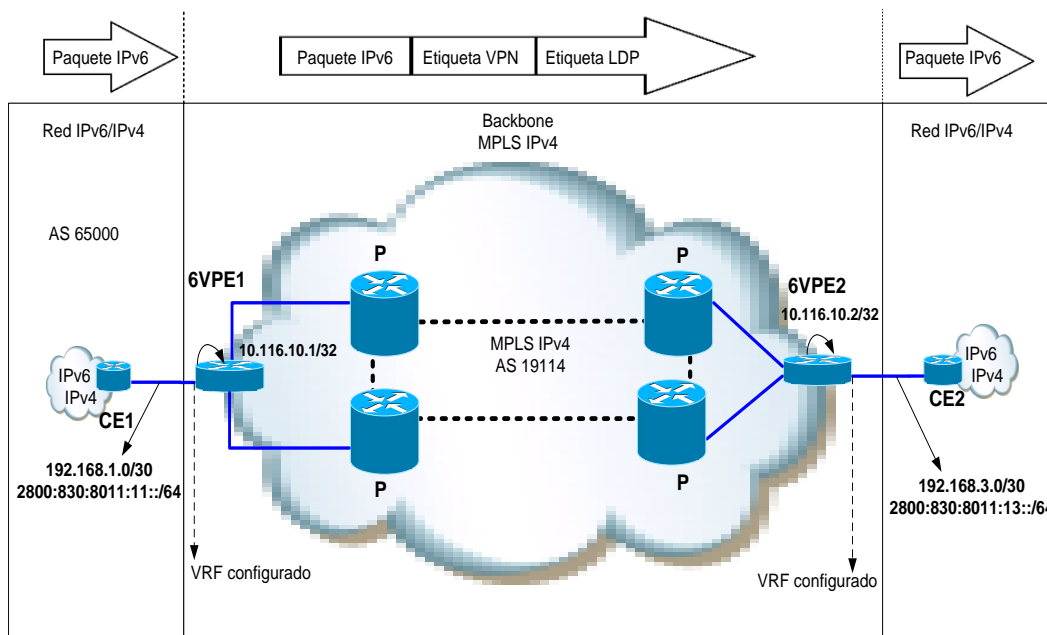 Paquete IPv6
Paquete IPv6
Etiqueta VPN
Etiqueta LDP
Paquete IPv6
Red IPv6/IPv4
Backbone
MPLS IPv4
Red IPv6/IPv4
AS 65000
P
P
6VPE1
6VPE2
10.116.10.1/32
10.116.10.2/32
MPLS IPv4
AS 19114
IPv6
IPv4
IPv6
IPv4
CE1
CE2
192.168.1.0/30
2800:830:8011:11::/64
P
P
192.168.3.0/30
2800:830:8011:13::/64
VRF configurado
VRF configurado